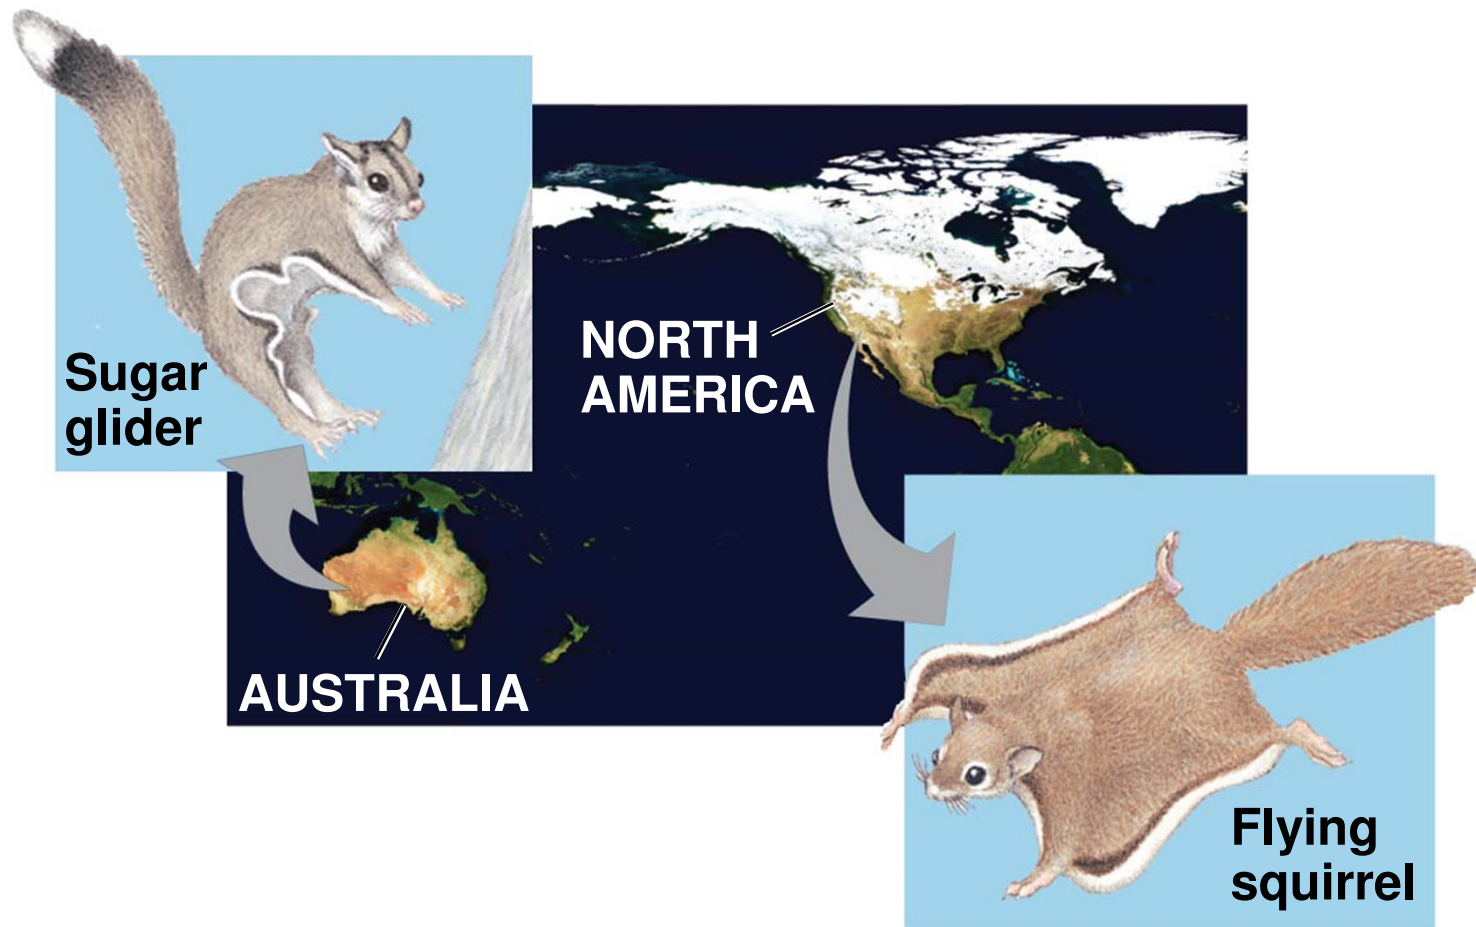 Sugar
glider
NORTH
AMERICA
AUSTRALIA
Flying
squirrel